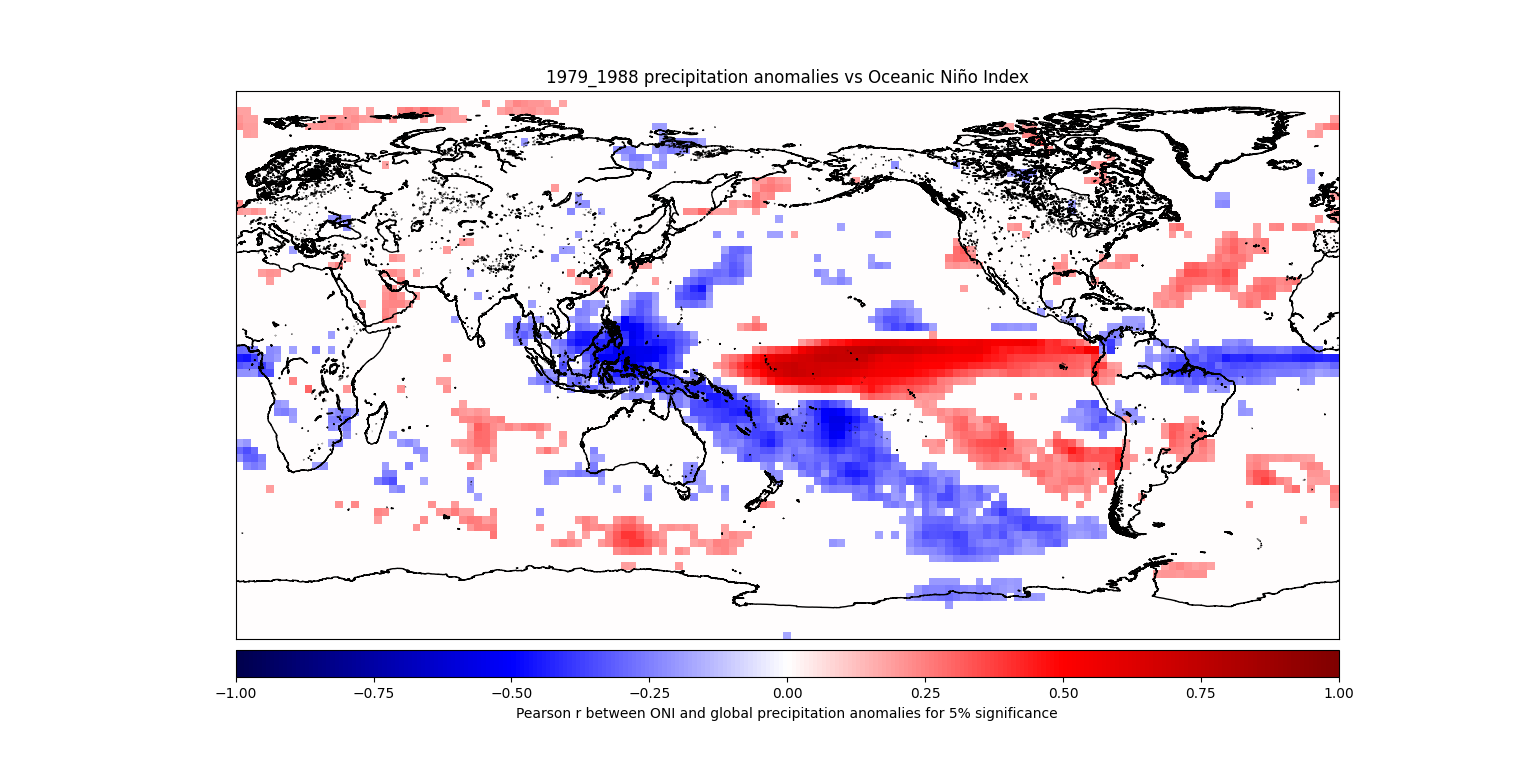 1979_1988 precipitation anomalies vs Oceanic Niño Index
−1.00 −0.75 −0.50 −0.25 0.00 0.25 0.50 0.75 1.00
Pearson r between ONI and global precipitation anomalies for 5% significance